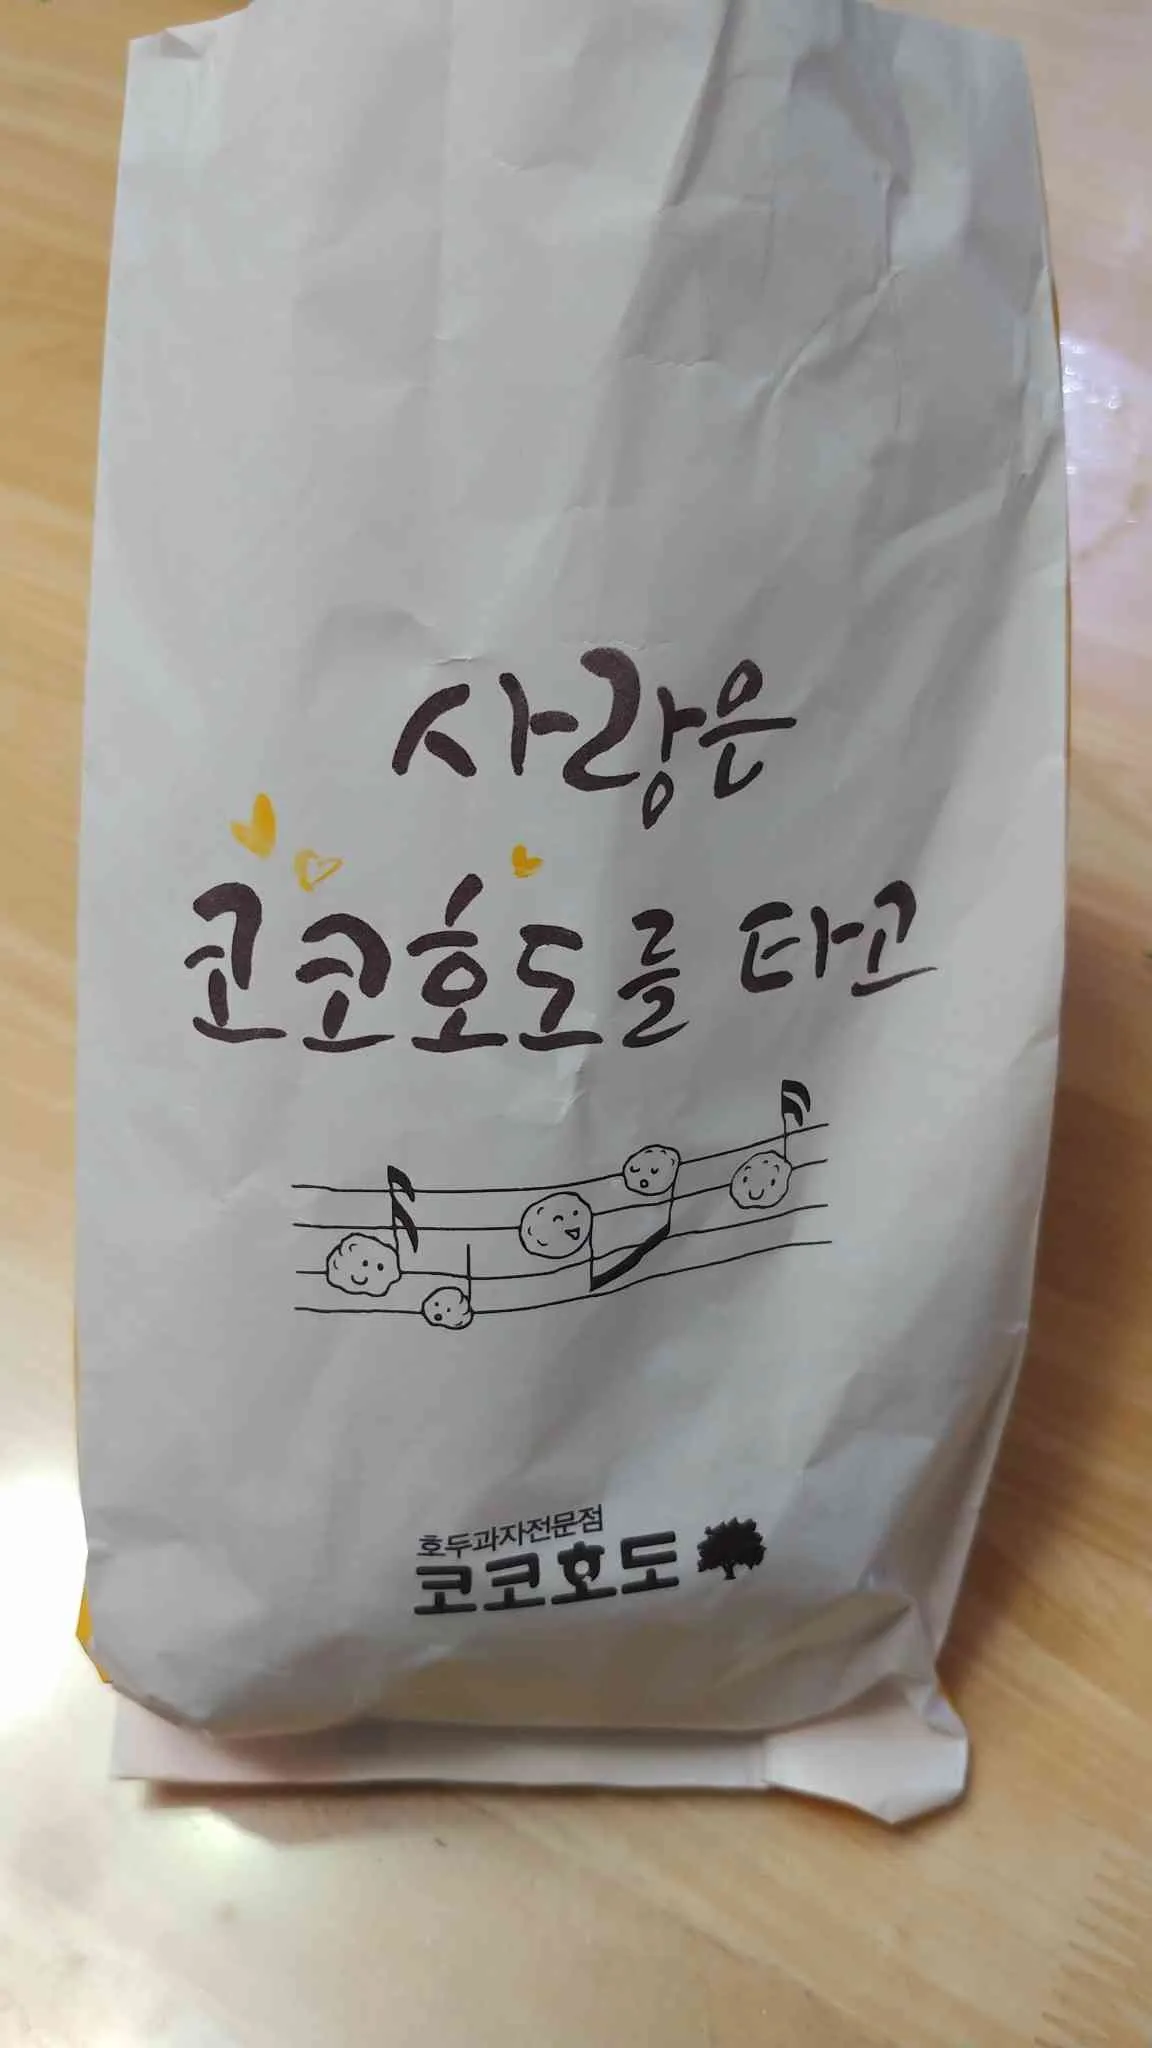 사랑은
코코호도를 타고
호두과자전문점
코코호도